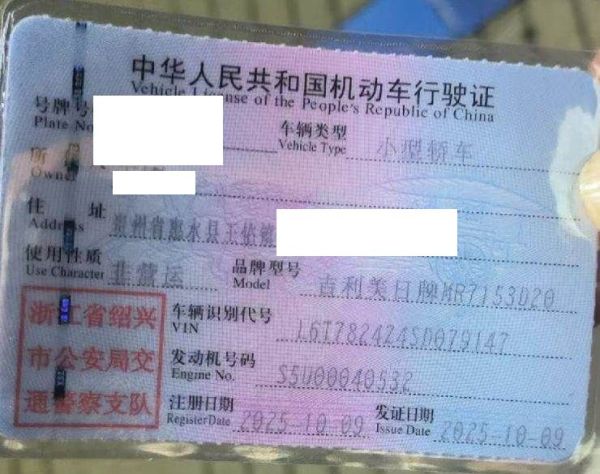 中华人民共和国机动车行驶证
Vehicle License of the People's Republic of China
号牌号
Plate No
车辆类型
Vehicle Type
小型轿车
所
Owner
住 址
Address
贵州省惠水县王佑镇
使用性质
Use Character
非营运
品牌型号
Model
吉利美日牌MR7153D20
浙江省绍兴
市公安局交
通警察支队
车辆识别代号
VIN
L6T7824Z4SD079147
发动机号码
Engine No.
S5U00040532
注册日期
Register Date
2025-10-09
发证日期
Issue Date
2025-10-09